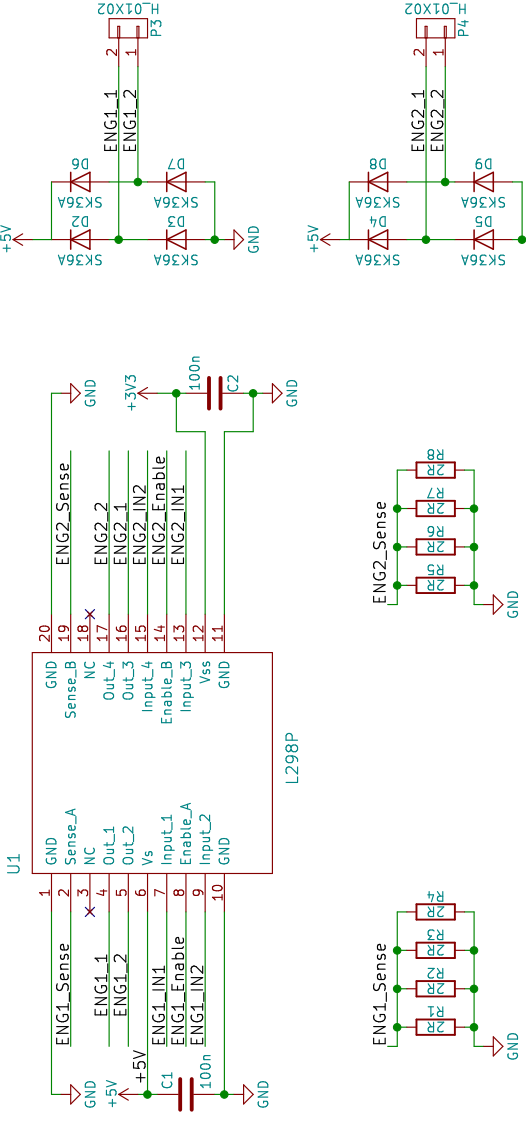 H_01X02
P3
2
1
ENG1_1
ENG1_2
D6
SK36A
D7
SK36A
D2
SK36A
D3
SK36A
+5V
GND
H_01X02
P4
2
1
ENG2_1
ENG2_2
D8
SK36A
D9
SK36A
D4
SK36A
D5
SK36A
+5V
GND
+3V3
100n
C2
GND
ENG2_Sense
ENG2_2
ENG2_1
ENG2_IN2
ENG2_Enable
ENG2_IN1
20
19
18
17
16
15
14
13
12
11
GND
Sense_B
NC
Out_4
Out_3
Input_4
Enable_B
Input_3
Vss
GND
U1
L298P
GND
Sense_A
NC
Out_1
Out_2
Vs
Input_1
Enable_A
Input_2
GND
1
2
3
4
5
6
7
8
9
10
ENG1_Sense
ENG1_1
ENG1_2
+5V
ENG1_IN1
ENG1_Enable
ENG1_IN2
GND
+5V
C1
100n
GND
ENG2_Sense
R8
2R
R7
2R
R6
2R
R5
2R
GND
ENG1_Sense
R4
2R
R3
2R
R2
2R
R1
2R
GND